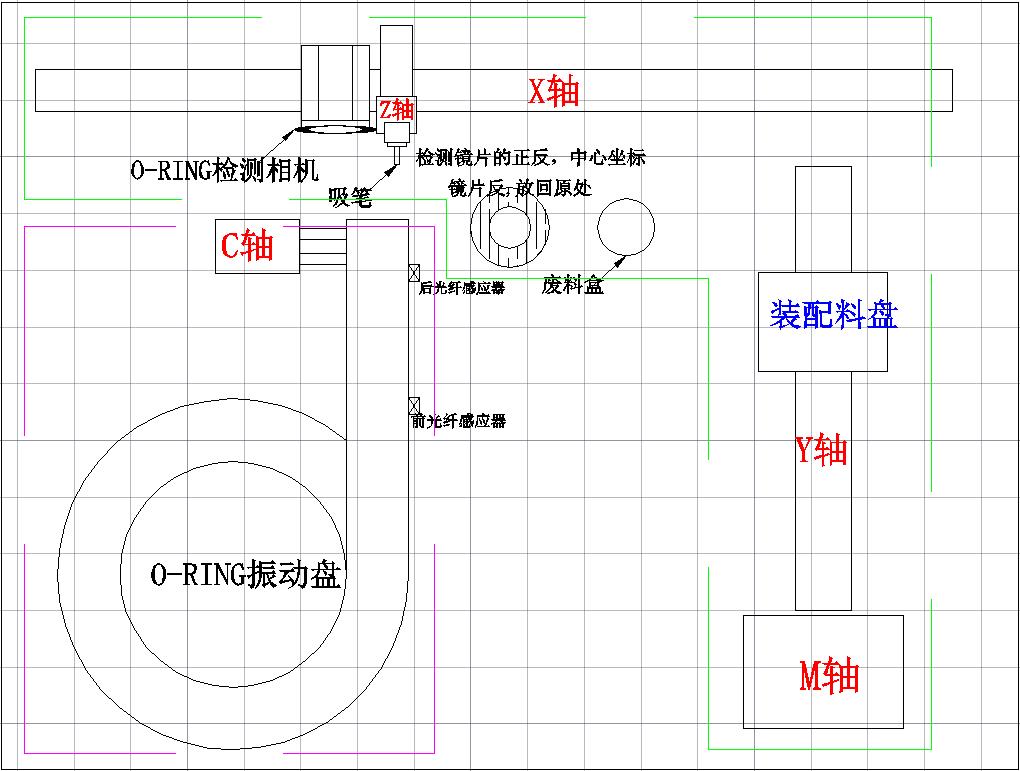 X轴
Z轴
O-RING检测相机
检测镜片的正反，中心坐标
镜片反，放回原处
吸笔
C轴
后光纤感应器
废料盒
装配料盘
前光纤感应器
Y轴
O-RING振动盘
M轴